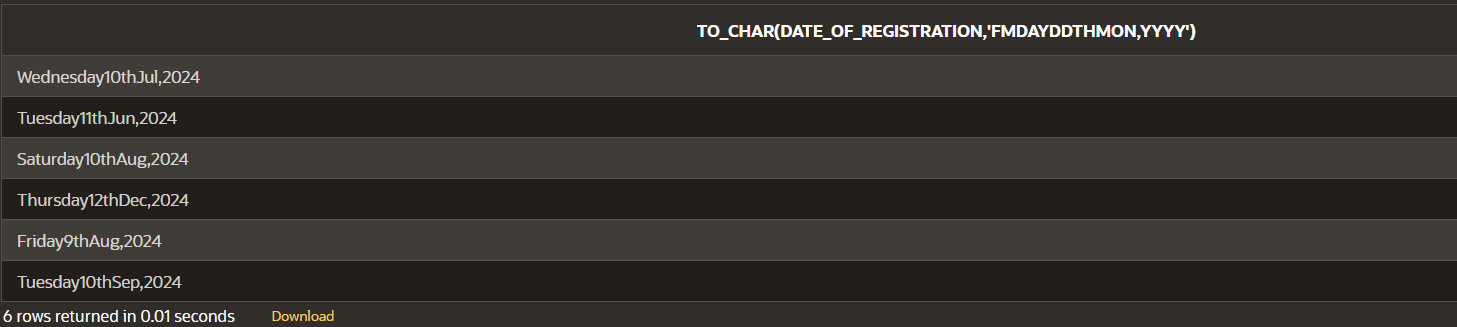 TO_CHAR(DATE_OF_REGISTRATION,'FMDAYDDTHMON,YYYY')
Wednesday10thJul,2024
Tuesday11thJun,2024
Saturday10thAug,2024
Thursday12thDec,2024
Friday9thAug,2024
Tuesday10thSep,2024
6 rows returned in 0.01 seconds Download